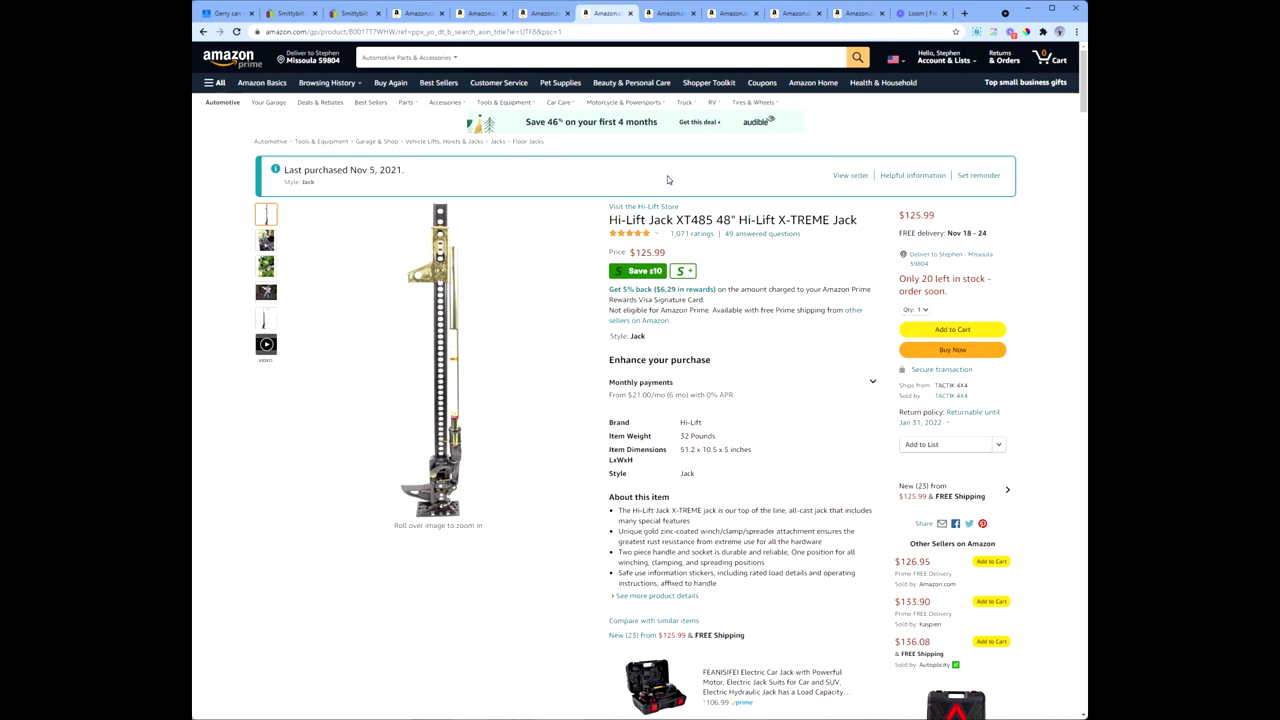 Gerry can
Smittybilt
Smittybilt
Amazon.
Amazon.
Amazon.
Amazon.
Amazon.
Amazon.
Amazon.
Amazon.
Loom | Fre
amazon.com/gp/product/B001T7WHW/ref=ppx_yo_dt_b_search_asin_title?ie=UTF8&psc=1
amazon prime
Deliver to Stephen
Missoula 59804
Automotive Parts & Accessories
Hello, Stephen
Account & Lists
Returns
& Orders
0
Cart
All
Amazon Basics
Browsing History
Buy Again
Best Sellers
Customer Service
Pet Supplies
Beauty & Personal Care
Shopper Toolkit
Coupons
Amazon Home
Health & Household
Top small business gifts
Automotive
Your Garage
Deals & Rebates
Best Sellers
Parts
Accessories
Tools & Equipment
Car Care
Motorcycle & Powersports
Truck
RV
Tires & Wheels
Save 46% on your first 4 months
Get this deal ›
audible
Automotive › Tools & Equipment › Garage & Shop › Vehicle Lifts, Hoists & Jacks › Jacks › Floor Jacks
Last purchased Nov 5, 2021.
Style: Jack
View order
Helpful information
Set reminder
VIDEO
Roll over image to zoom in
Visit the Hi-Lift Store
Hi-Lift Jack XT485 48" Hi-Lift X-TREME Jack
1,071 ratings | 49 answered questions
Price: $125.99
S Save $10
S +
Get 5% back ($6.29 in rewards) on the amount charged to your Amazon Prime
Rewards Visa Signature Card.
Not eligible for Amazon Prime. Available with free Prime shipping from other
sellers on Amazon.
Style: Jack
Enhance your purchase
Monthly payments
From $21.00/mo (6 mo) with 0% APR
Brand Hi-Lift
Item Weight 32 Pounds
Item Dimensions 51.2 x 10.5 x 5 inches
LxWxH
Style Jack
About this item
• The Hi-Lift Jack X-TREME jack is our top of the line, all-cast jack that includes
many special features
• Unique gold zinc-coated winch/clamp/spreader attachment ensures the
greatest rust resistance from extreme use for all the hardware
• Two piece handle and socket is durable and reliable, One position for all
winching, clamping, and spreading positions
• Safe use information stickers, including rated load details and operating
instructions, affixed to handle
› See more product details
Compare with similar items
New (23) from $125.99 & FREE Shipping
FEANISIFEI Electric Car Jack with Powerful
Motor, Electric Jack Suits for Car and SUV,
Electric Hydraulic Jack has a Load Capacity...
$106.99 prime
$125.99
FREE delivery: Nov 18 - 24
Deliver to Stephen - Missoula
59804
Only 20 left in stock -
order soon.
Qty: 1
Add to Cart
Buy Now
Secure transaction
Ships from TACTIK 4X4
Sold by TACTIK 4X4
Return policy: Returnable until
Jan 31, 2022
Add to List
New (23) from
$125.99 & FREE Shipping
Share
Other Sellers on Amazon
$126.95
Add to Cart
Prime FREE Delivery
Sold by: Amazon.com
$133.90
Add to Cart
Prime FREE Delivery
Sold by: Kaspien
$136.08
Add to Cart
& FREE Shipping
Sold by: Autoplicity